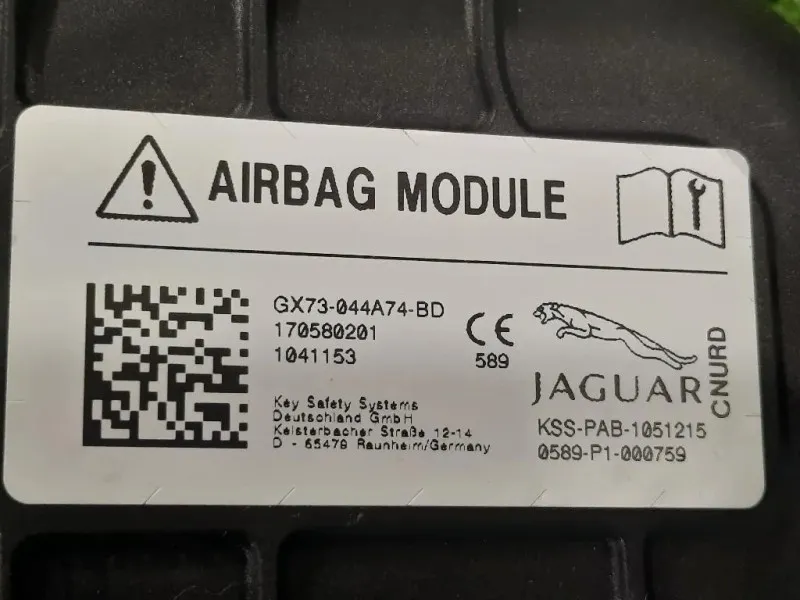 AIRBAG MODULE
GX73-044A74-BD
170580201
1041153
CE
589
Key Safety Systems
Deutschland GmbH
Kelsterbacher Straße 12-14
D - 65479 Raunheim/Germany
JAGUAR
CNURD
KSS-PAB-1051215
0589-P1-000759